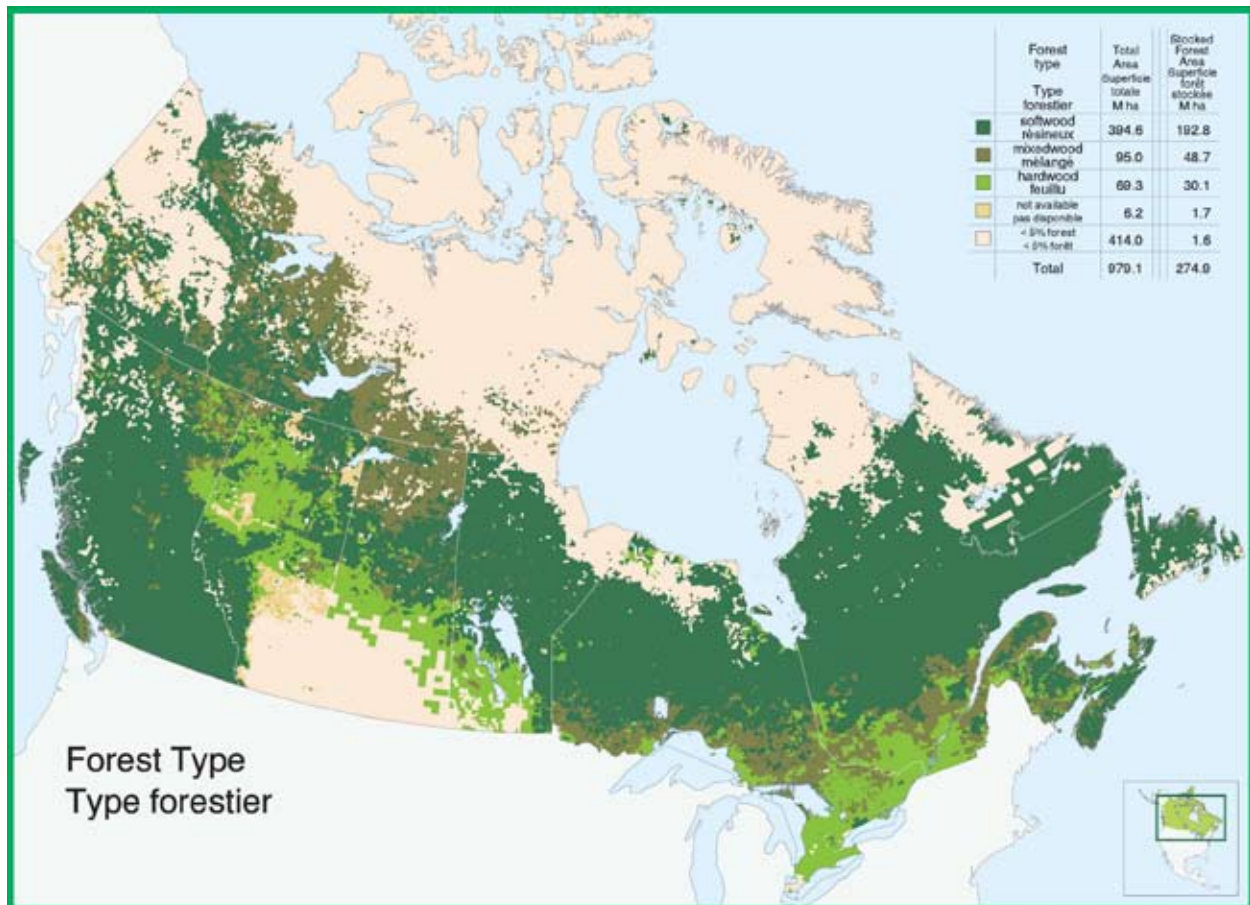 Forest type
Type forestier
Total Area
Superficie totale
M ha
Stocked Forest Area
Superficie forêt stockée
M ha
softwood
résineux
394.6
192.8
mixedwood
mélangé
95.0
48.7
hardwood
feuillu
69.3
30.1
not available
pas disponible
6.2
1.7
< 5% forest
< 5% forêt
414.0
1.6
Total
979.1
274.9
Forest Type
Type forestier